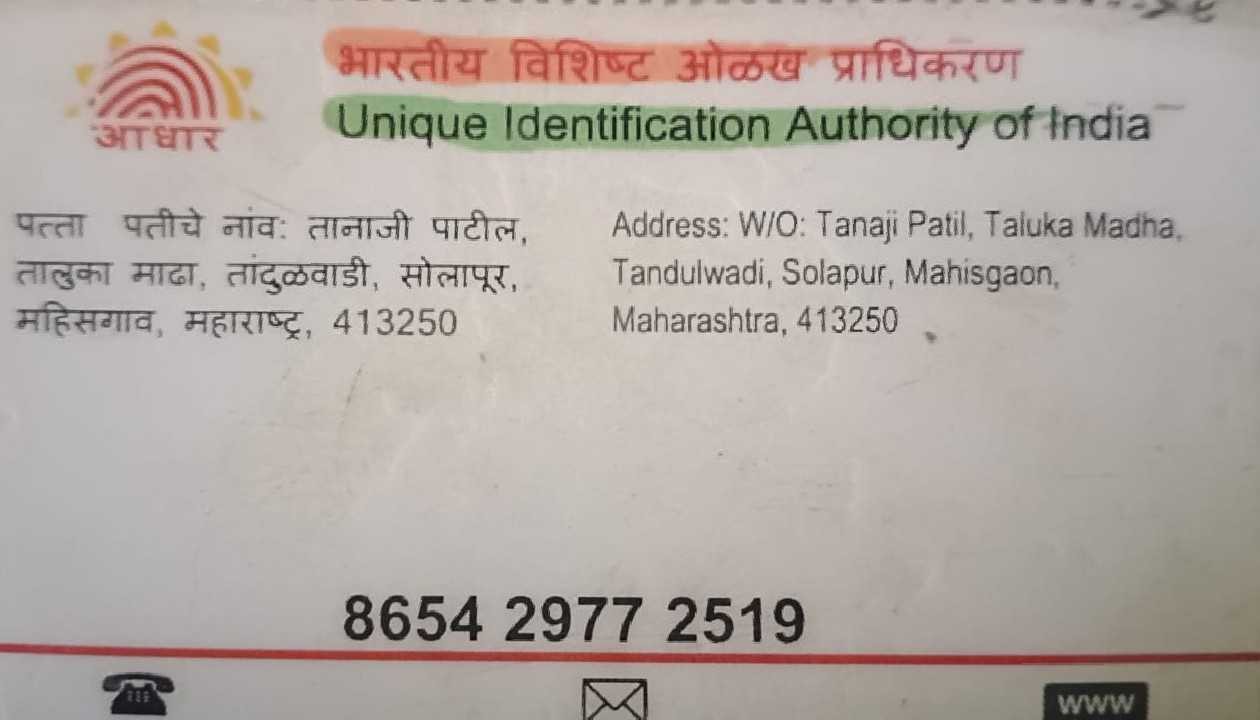 भारतीय विशिष्ट ओळख प्राधिकरण
Unique Identification Authority of India
आधार
पत्ता पतीचे नांव: तानाजी पाटील,
तालुका माढा, तांदुळवाडी, सोलापूर,
महिसगाव, महाराष्ट्र, 413250
Address: W/O: Tanaji Patil, Taluka Madha,
Tandulwadi, Solapur, Mahisgaon,
Maharashtra, 413250
8654 2977 2519
www